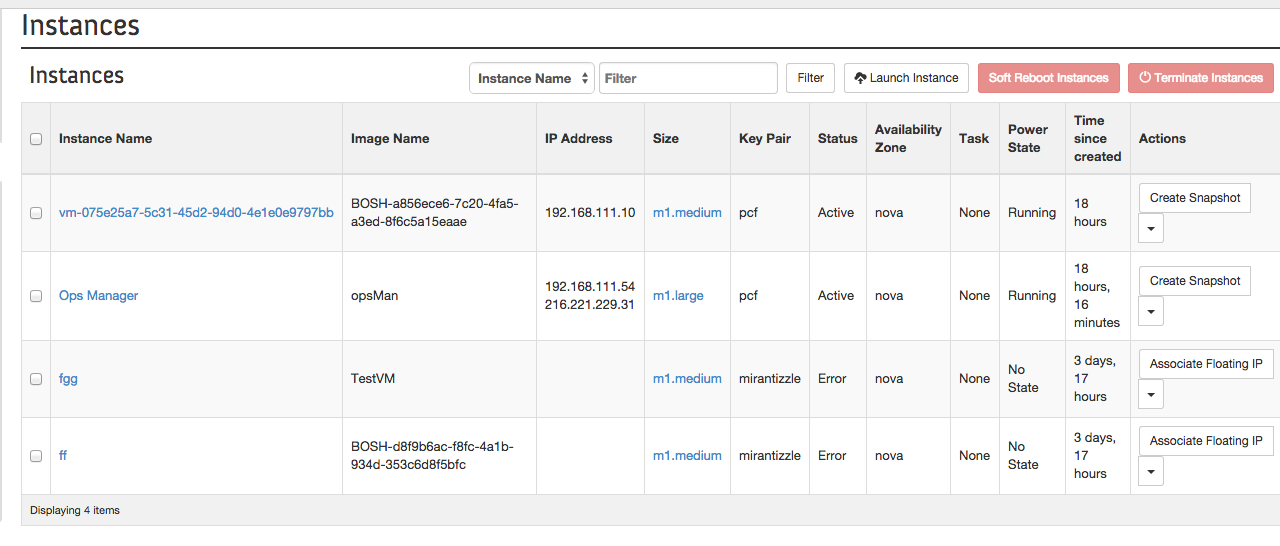 Instances
Instances
Instance Name Filter Filter Launch Instance Soft Reboot Instances Terminate Instances
Instance Name Image Name IP Address Size Key Pair Status Availability Zone Task Power State Time since created Actions
vm-075e25a7-5c31-45d2-94d0-4e1e0e9797bb BOSH-a856ece6-7c20-4fa5-a3ed-8f6c5a15eaae 192.168.111.10 m1.medium pcf Active nova None Running 18 hours Create Snapshot
Ops Manager opsMan 192.168.111.54 216.221.229.31 m1.large pcf Active nova None Running 18 hours, 16 minutes Create Snapshot
fgg TestVM m1.medium mirantizzle Error nova None No State 3 days, 17 hours Associate Floating IP
ff BOSH-d8f9b6ac-f8fc-4a1b-934d-353c6d8f5bfc m1.medium mirantizzle Error nova None No State 3 days, 17 hours Associate Floating IP
Displaying 4 items